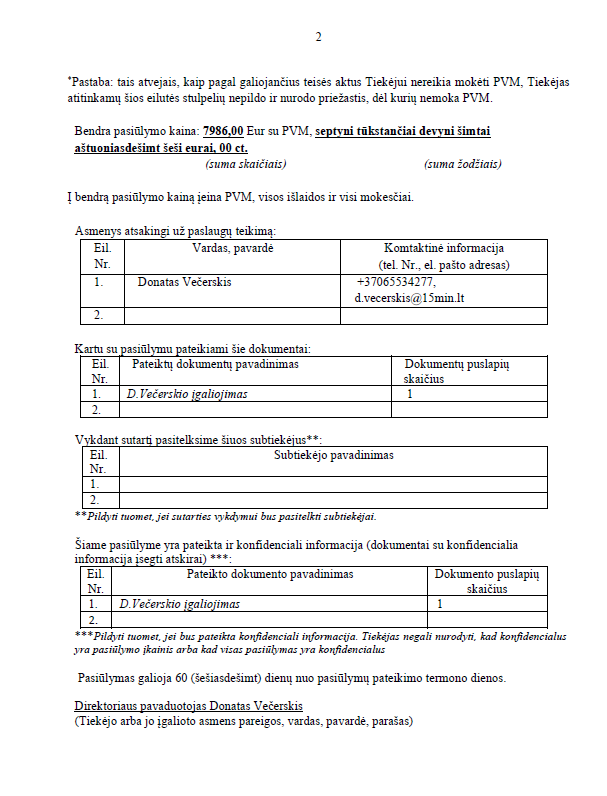 2
*Pastaba: tais atvejais, kaip pagal galiojančius teisės aktus Tiekėjui nereikia mokėti PVM, Tiekėjas
atitinkamų šios eilutės stulpelių nepildo ir nurodo priežastis, dėl kurių nemoka PVM.
Bendra pasiūlymo kaina: 7986,00 Eur su PVM, septyni tūkstančiai devyni šimtai
aštuoniasdešimt šeši eurai, 00 ct.
(suma skaičiais) (suma žodžiais)
Į bendrą pasiūlymo kainą įeina PVM, visos išlaidos ir visi mokesčiai.
Asmenys atsakingi už paslaugų teikimą:
Eil. Vardas, pavardė Komtaktinė informacija
Nr. (tel. Nr., el. pašto adresas)
1. Donatas Večerskis +37065534277,
d.vecerskis@15min.lt
2.
Kartu su pasiūlymu pateikiami šie dokumentai:
Eil. Pateiktų dokumentų pavadinimas Dokumentų puslapių
Nr. skaičius
1. D.Večerskio įgaliojimas 1
2.
Vykdant sutartį pasitelksime šiuos subtiekėjus**:
Eil. Subtiekėjo pavadinimas
Nr.
1.
2.
**Pildyti tuomet, jei sutarties vykdymui bus pasitelkti subtiekėjai.
Šiame pasiūlyme yra pateikta ir konfidenciali informacija (dokumentai su konfidencialia
informacija įsegti atskirai) ***:
Eil. Pateikto dokumento pavadinimas Dokumento puslapių
Nr. skaičius
1. D.Večerskio įgaliojimas 1
2.
***Pildyti tuomet, jei bus pateikta konfidenciali informacija. Tiekėjas negali nurodyti, kad konfidencialus
yra pasiūlymo įkainis arba kad visas pasiūlymas yra konfidencialus
Pasiūlymas galioja 60 (šešiasdešimt) dienų nuo pasiūlymų pateikimo termono dienos.
Direktoriaus pavaduotojas Donatas Večerskis
(Tiekėjo arba jo įgalioto asmens pareigos, vardas, pavardė, parašas)